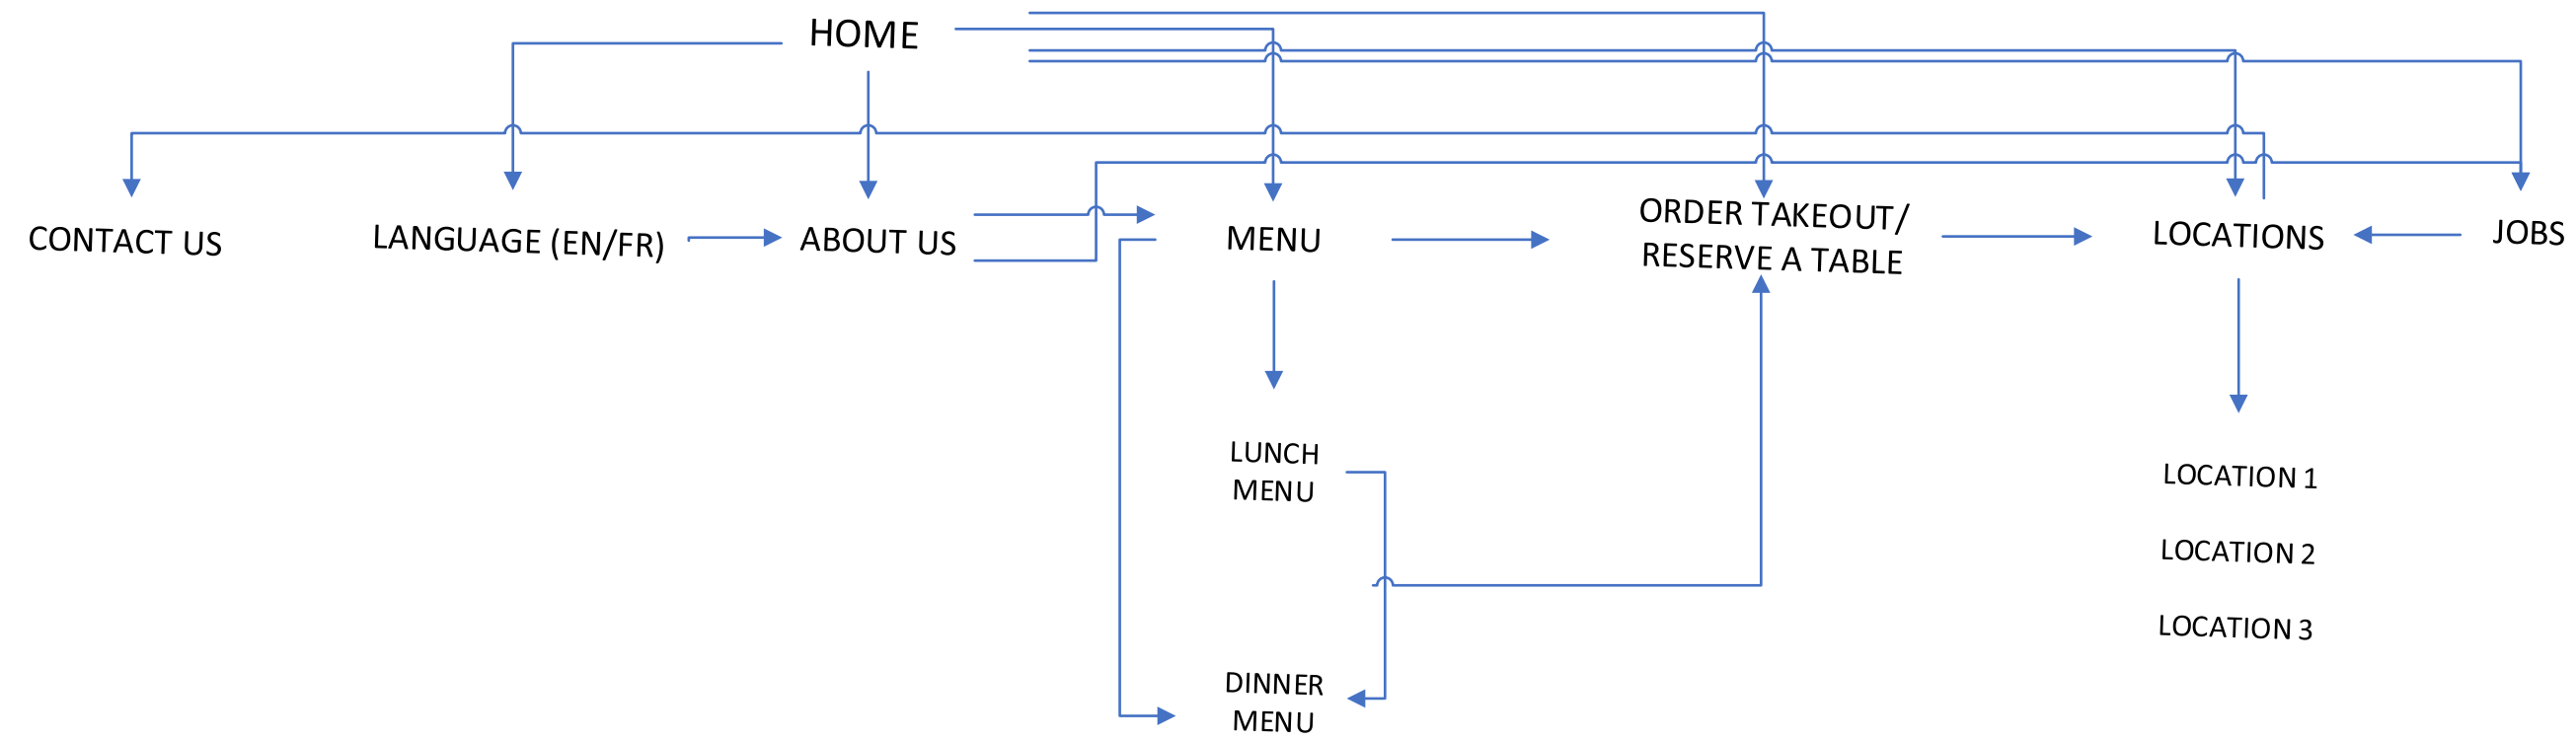 HOME
CONTACT US
LANGUAGE (EN/FR)
ABOUT US
MENU
ORDER TAKEOUT/
RESERVE A TABLE
LOCATIONS
JOBS
LUNCH
MENU
DINNER
MENU
LOCATION 1
LOCATION 2
LOCATION 3